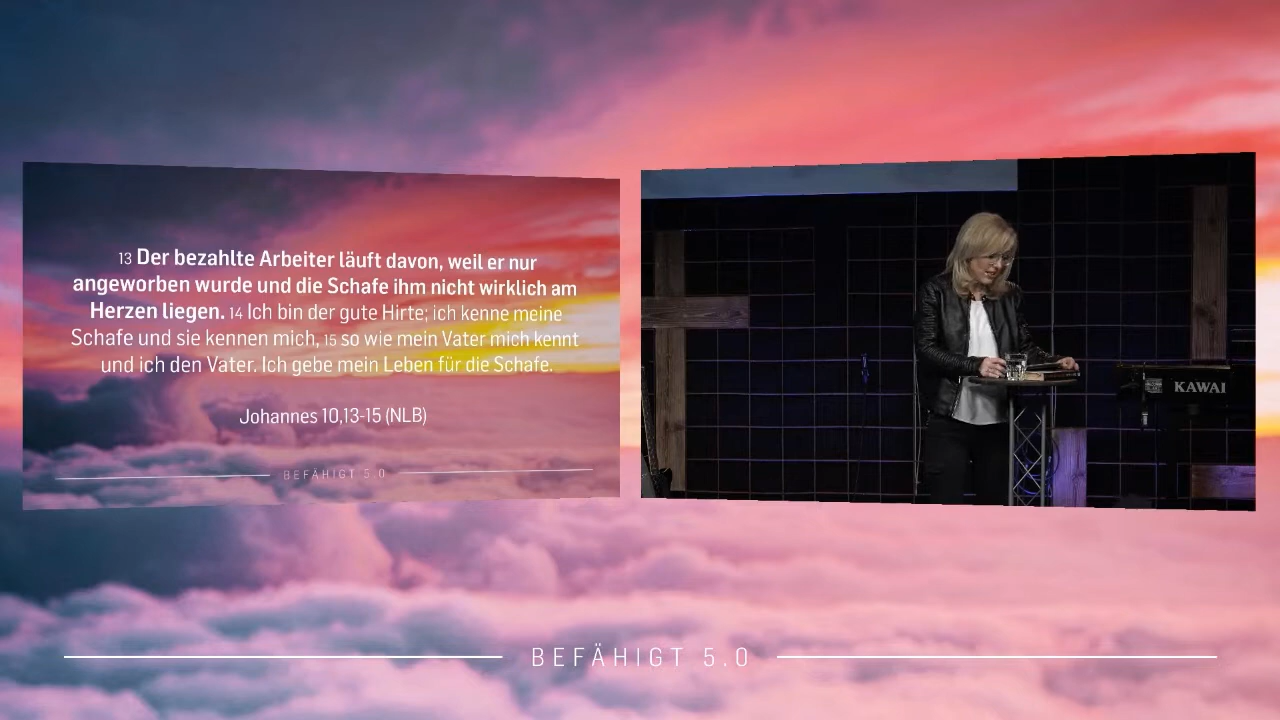 13 Der bezahlte Arbeiter läuft davon, weil er nur
angeworben wurde und die Schafe ihm nicht wirklich am
Herzen liegen. 14 Ich bin der gute Hirte; ich kenne meine
Schafe und sie kennen mich, 15 so wie mein Vater mich kennt
und ich den Vater. Ich gebe mein Leben für die Schafe.
Johannes 10,13-15 (NLB)
BEFÄHIGT 5.0
KAWAI
BEFÄHIGT 5.0